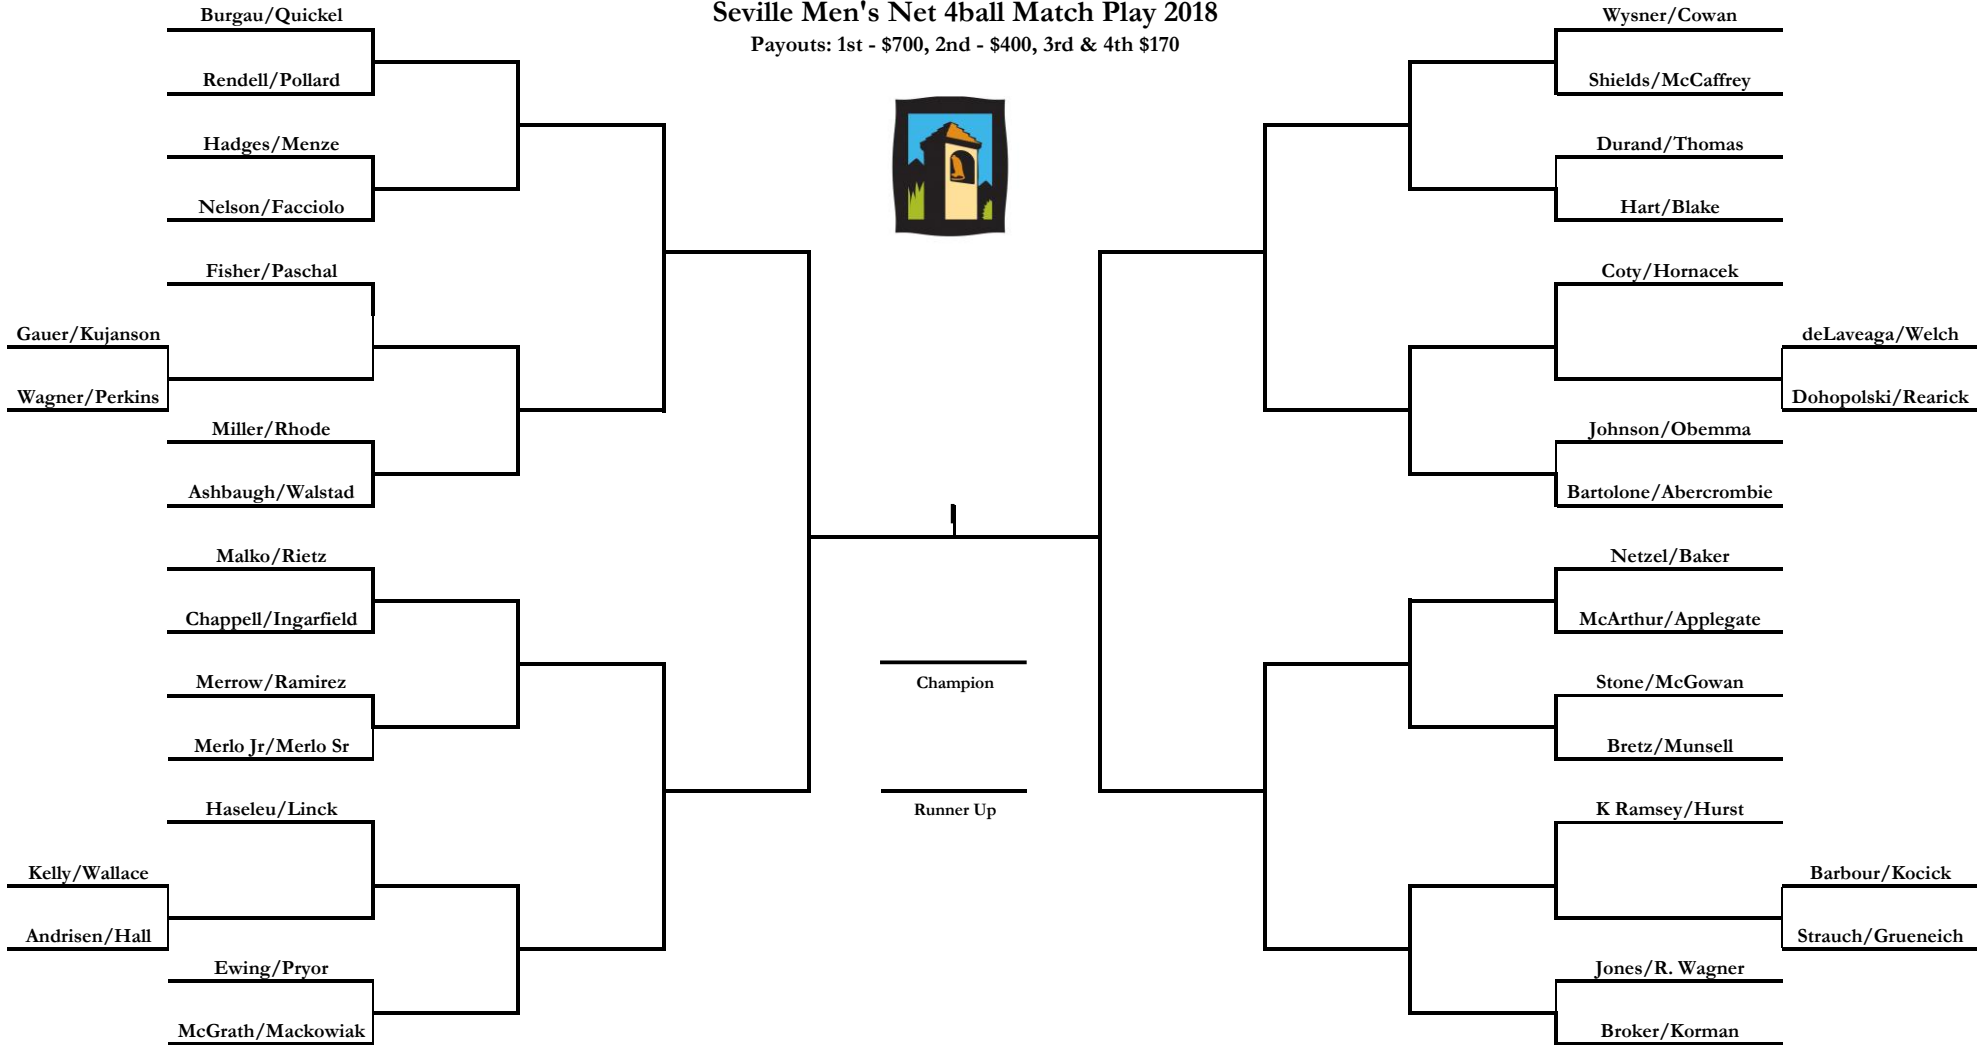 Seville Men's Net 4ball Match Play 2018
Payouts: 1st - $700, 2nd - $400, 3rd & 4th $170
Burgau/Quickel
Rendell/Pollard
Hadges/Menze
Nelson/Facciolo
Fisher/Paschal
Gauer/Kujanson
Wagner/Perkins
Miller/Rhode
Ashbaugh/Walstad
Malko/Rietz
Chappell/Ingarfield
Merrow/Ramirez
Merlo Jr/Merlo Sr
Haseleu/Linck
Kelly/Wallace
Andrisen/Hall
Ewing/Pryor
McGrath/Mackowiak
Champion
Runner Up
Wysner/Cowan
Shields/McCaffrey
Durand/Thomas
Hart/Blake
Coty/Hornacek
deLaveaga/Welch
Dohopolski/Rearick
Johnson/Obemma
Bartolone/Abercrombie
Netzel/Baker
McArthur/Applegate
Stone/McGowan
Bretz/Munsell
K Ramsey/Hurst
Barbour/Kocick
Strauch/Grueneich
Jones/R. Wagner
Broker/Korman